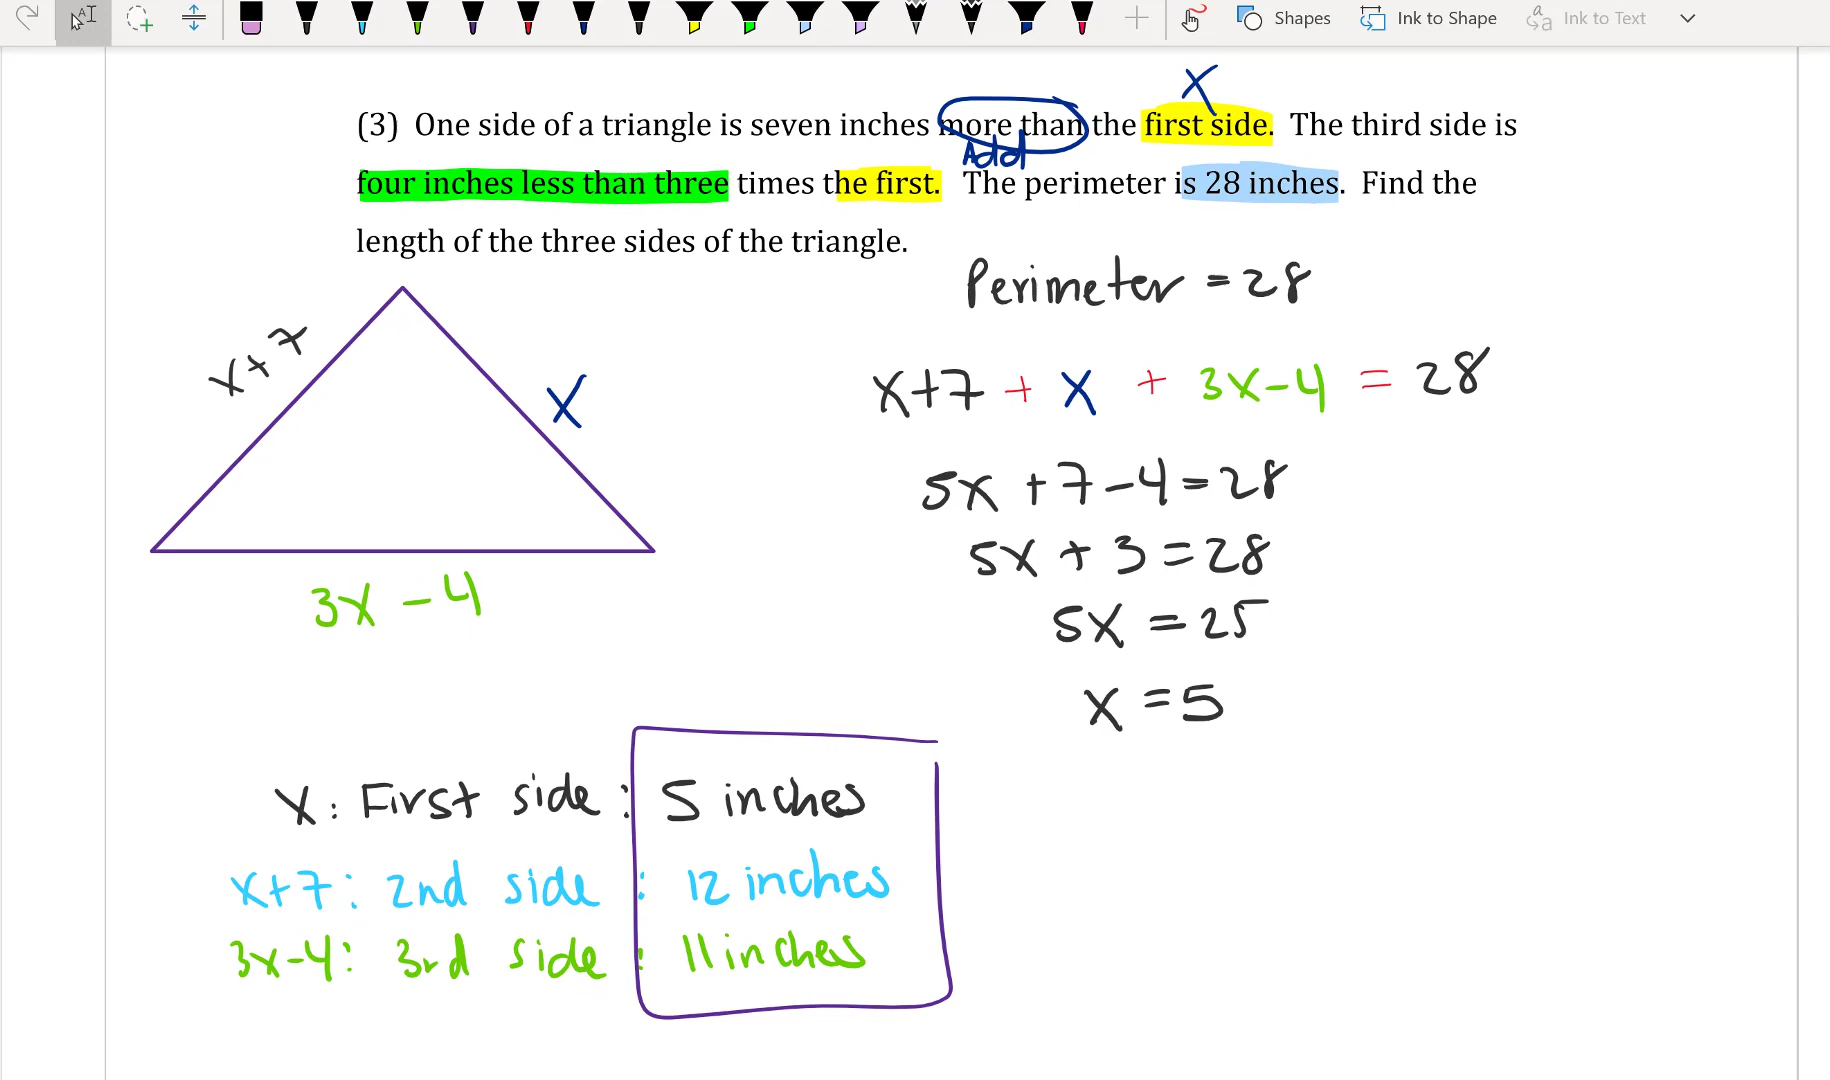 Shapes Ink to Shape Ink to Text
x
(3) One side of a triangle is seven inches more than the first side. The third side is
Add
four inches less than three times the first. The perimeter is 28 inches. Find the
length of the three sides of the triangle.
Perimeter = 28
x+7
x
x+7 + x + 3x-4 = 28
5x +7-4=28
5x + 3 = 28
3x - 4
5x = 25
x = 5
x: First side: 5 inches
x+7: 2nd side: 12 inches
3x-4: 3rd side: 11 inches